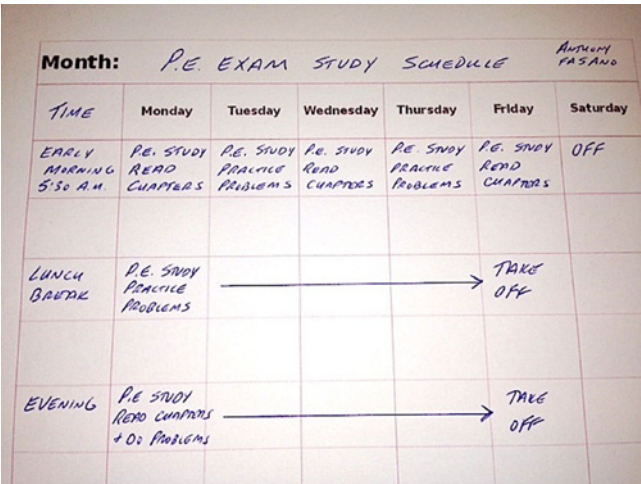 Month: P.E. EXAM STUDY SCHEDULE ANTHONY FASANO
TIME Monday Tuesday Wednesday Thursday Friday Saturday
EARLY P.E. STUDY P.E. STUDY P.E. STUDY P.E. STUDY P.E. STUDY OFF
MORNING READ PRACTICE READ PRACTICE READ
5:30 A.M. CHAPTERS PROBLEMS CHAPTERS PROBLEMS CHAPTERS
LUNCH P.E. STUDY TAKE
BREAK PRACTICE OFF
PROBLEMS
EVENING P.E STUDY TAKE
READ CHAPTERS OFF
+ DO PROBLEMS